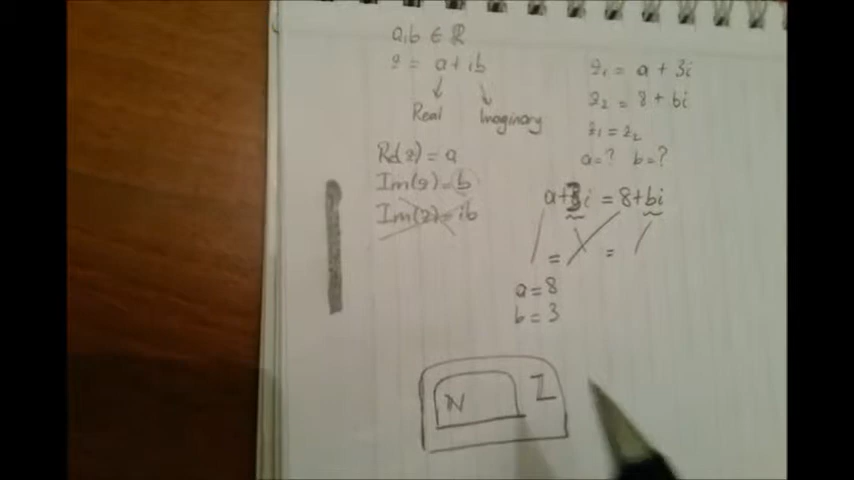 a,b ∈ ℝ
z = a + ib
Real Imaginary
Re(z) = a
Im(z) = b
Im(z) = ib
z₁ = a + 3i
z₂ = 8 + bi
z₁ = z₂
a = ? b = ?
a+3i = 8+bi
= =
a = 8
b = 3
N Z